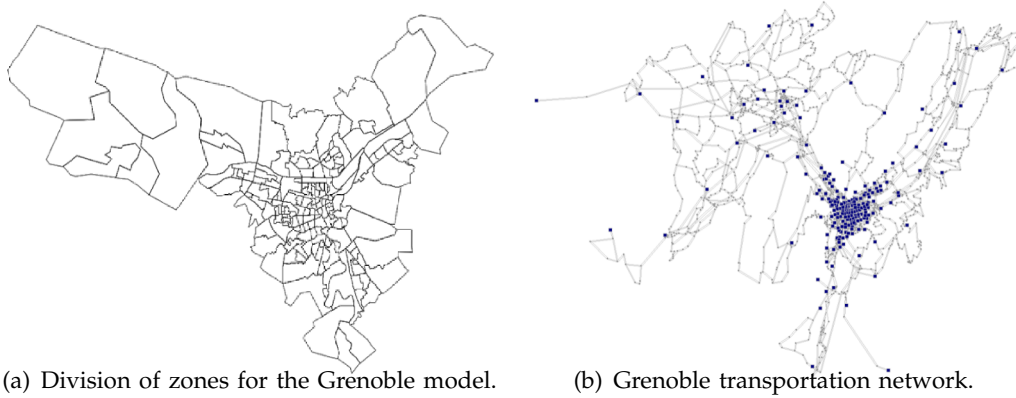 (a) Division of zones for the Grenoble model.
(b) Grenoble transportation network.